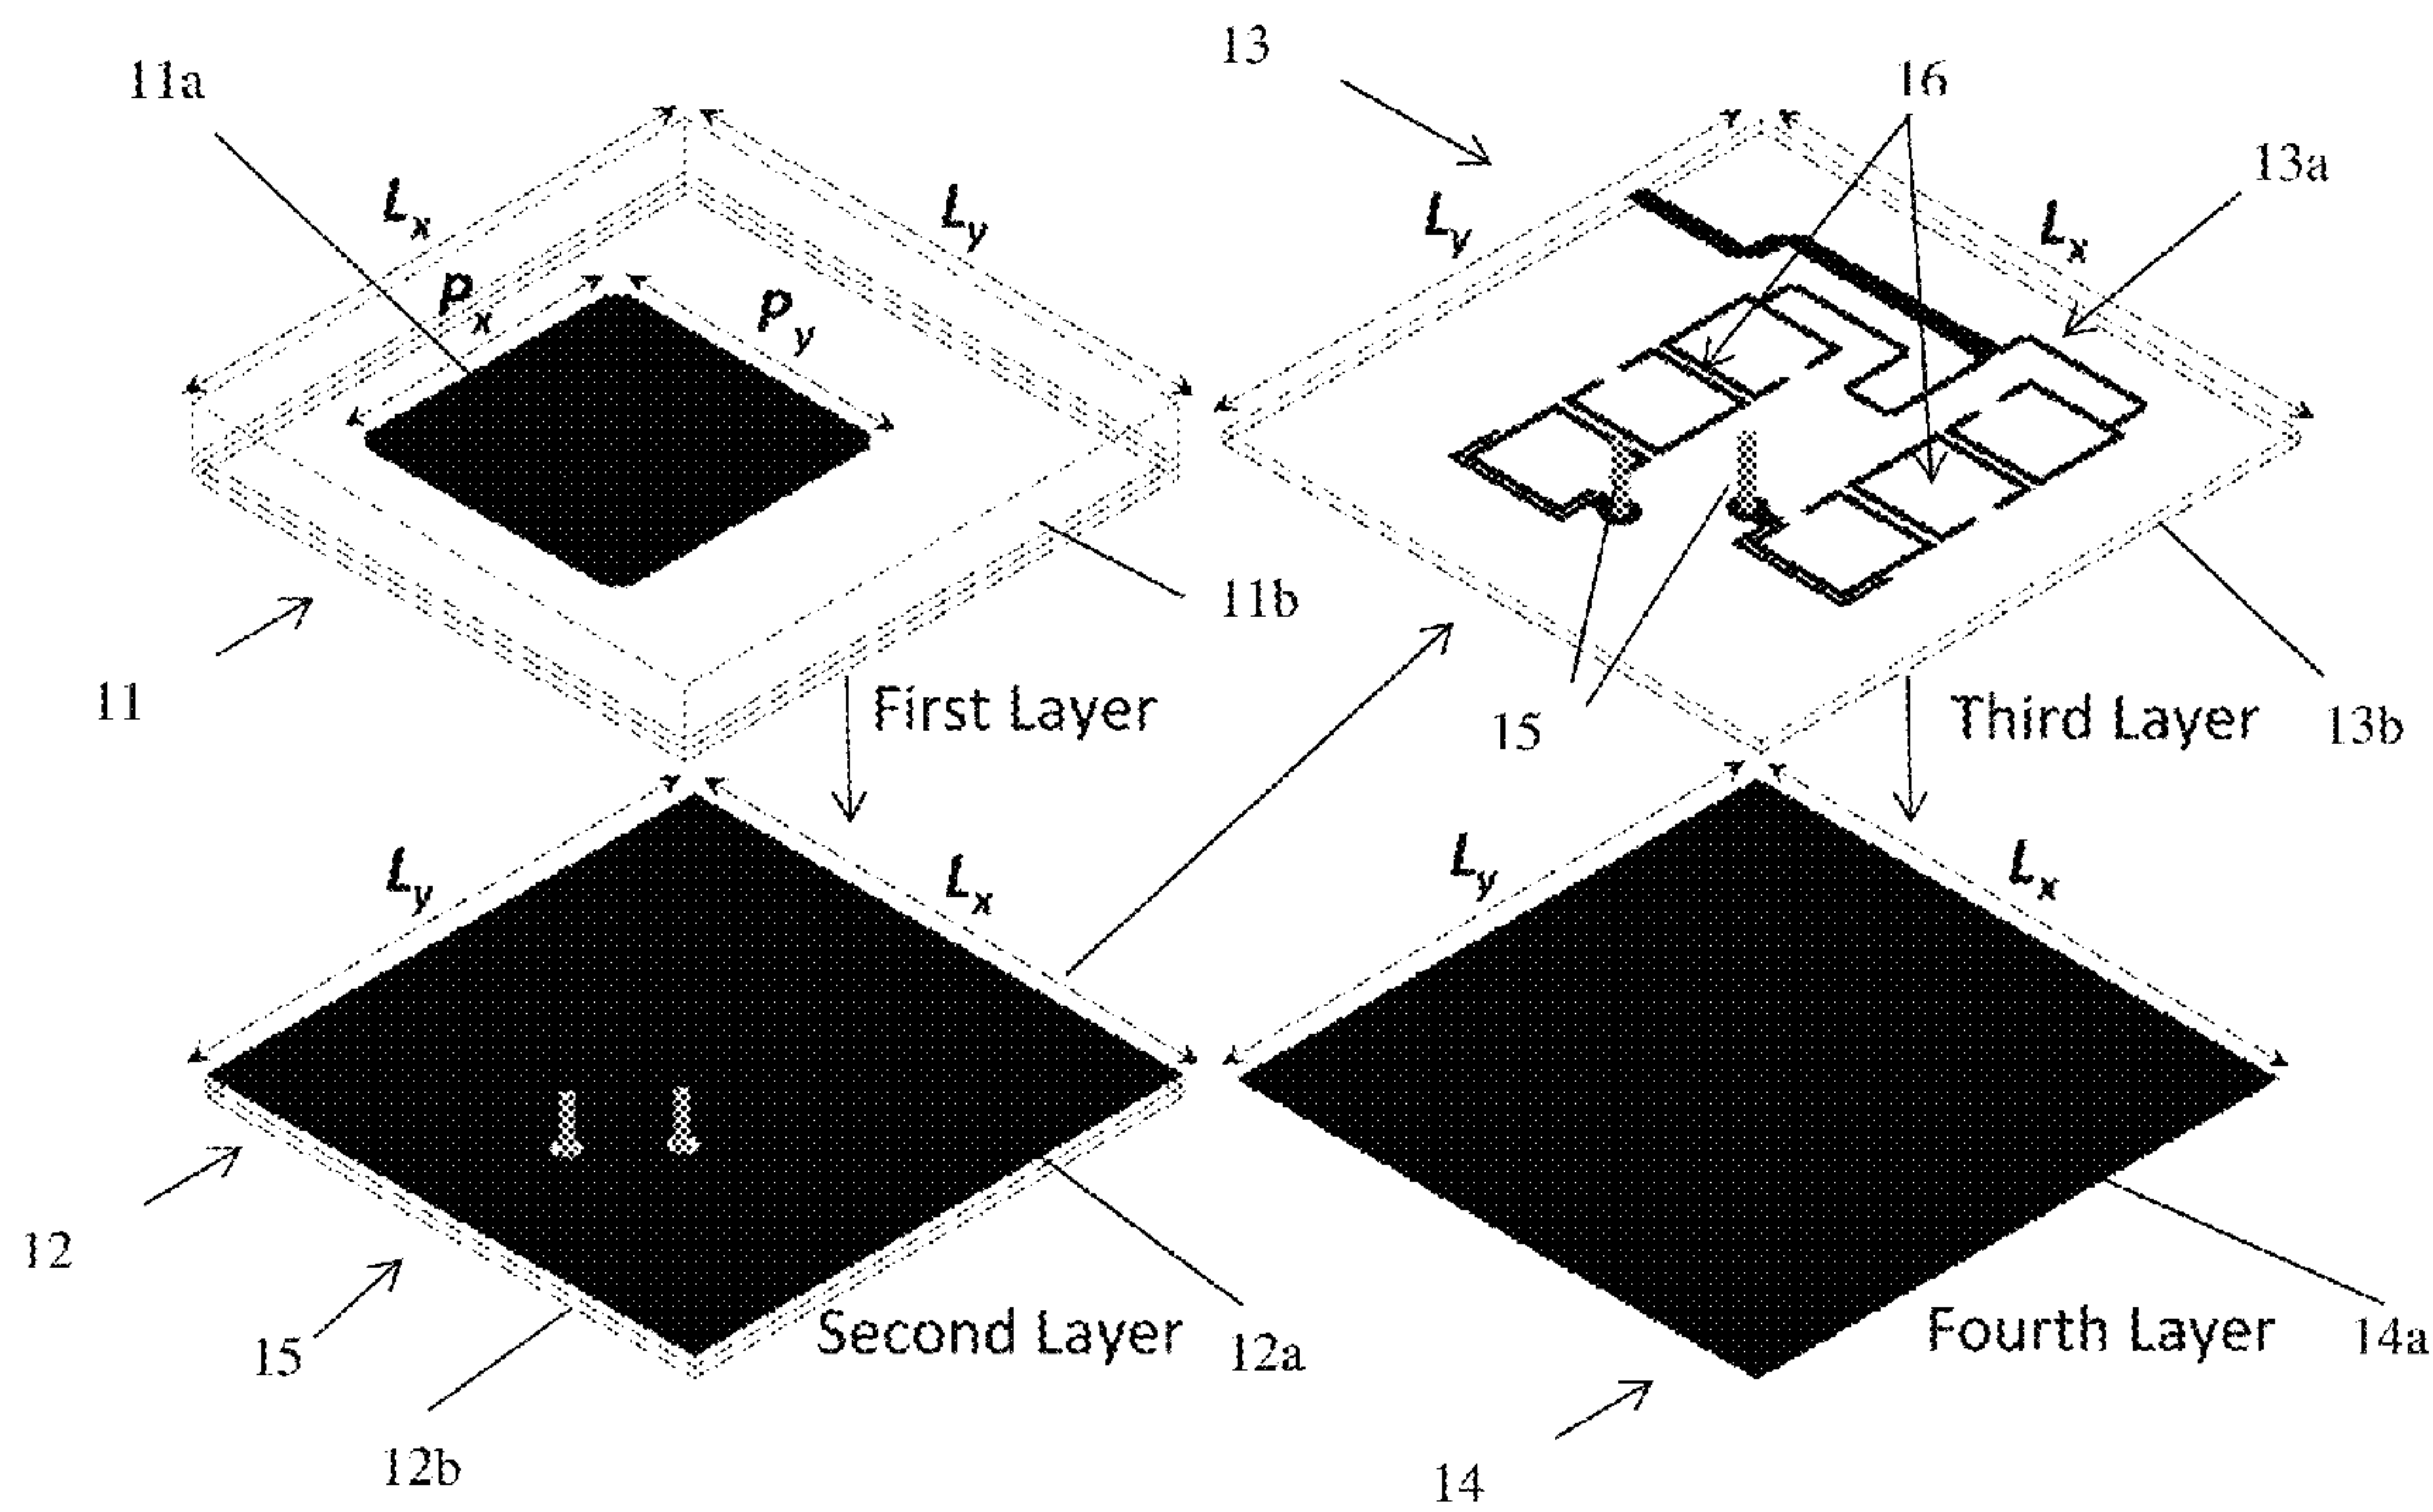 13
16
11a
13a
Lx
Ly
Ly
Lx
Px
Py
11b
11
First Layer
15
Third Layer
13b
Ly
Lx
Ly
Lx
12
15
Second Layer
12a
Fourth Layer
14a
12b
14